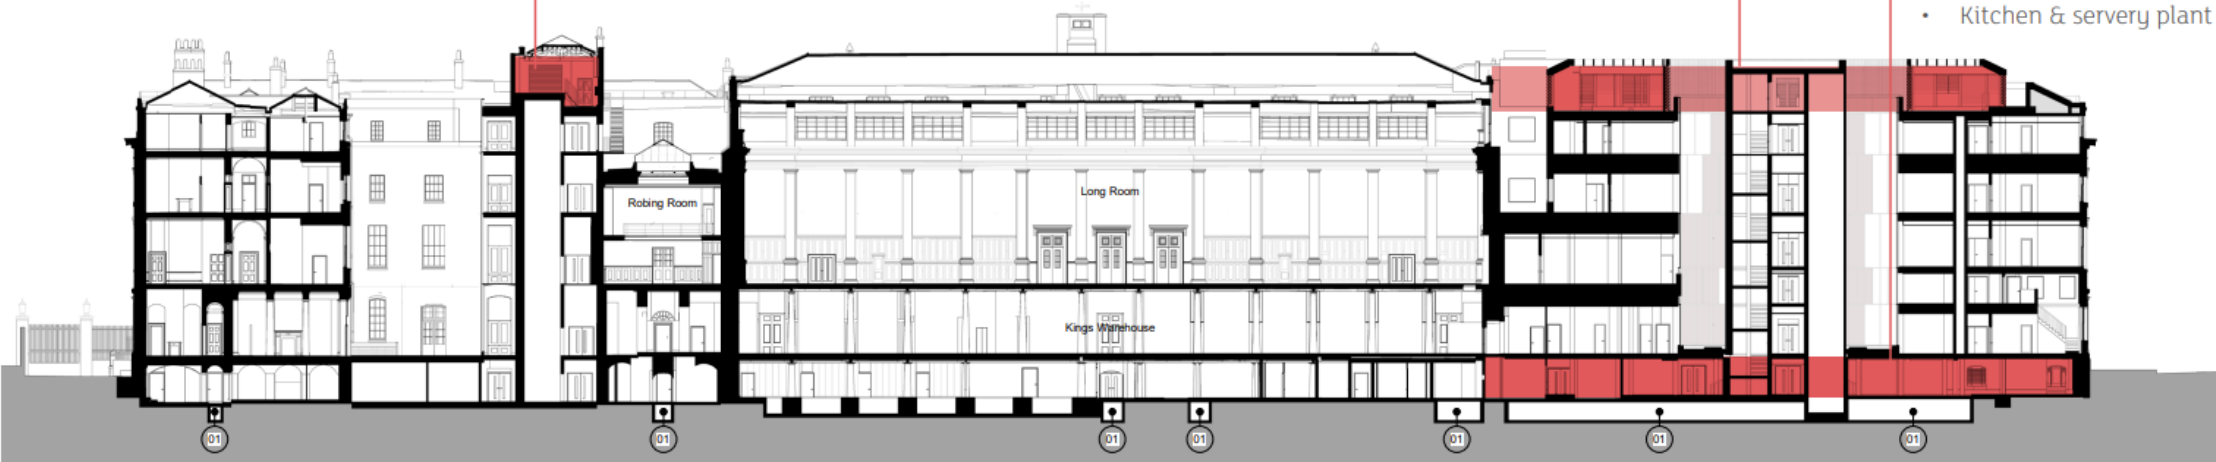 • Kitchen & servery plant
Robing Room
Long Room
Kings Warehouse
01
01
01
01
01
01
01